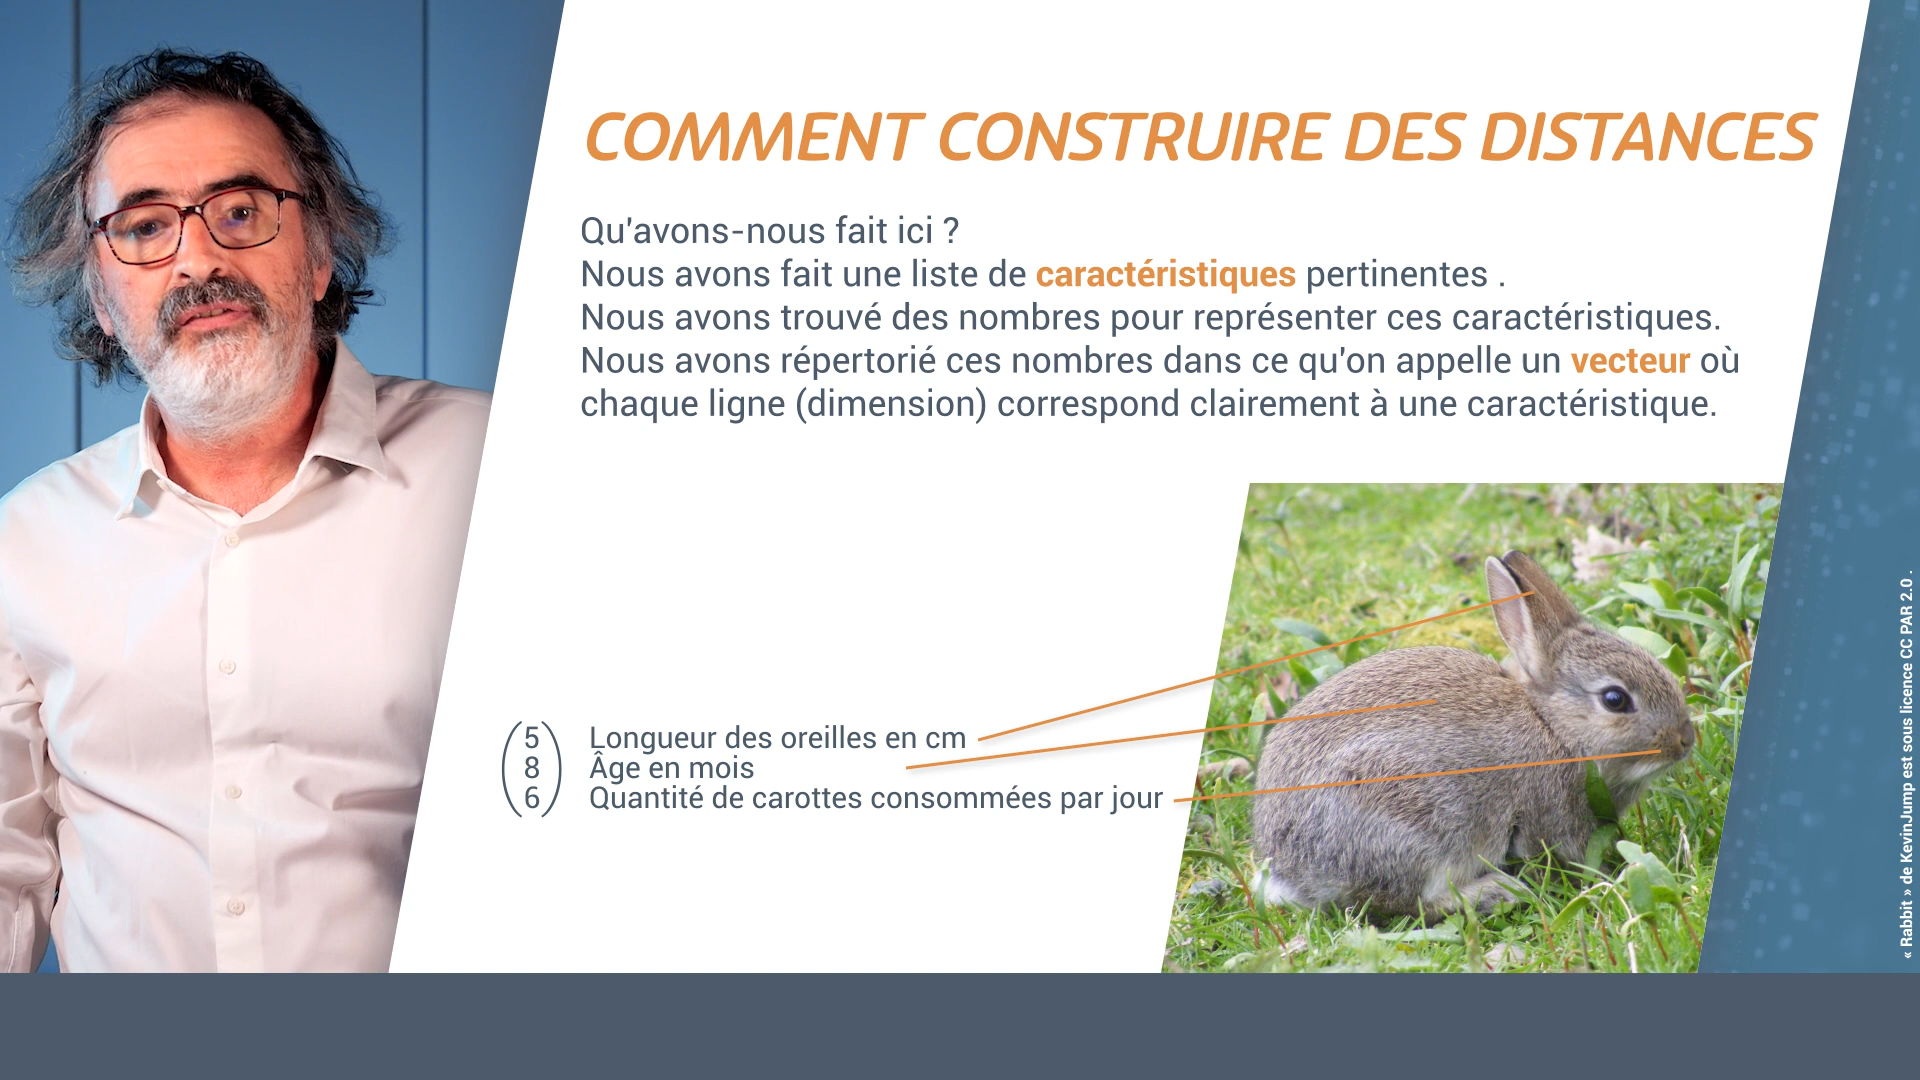 COMMENT CONSTRUIRE DES DISTANCES
Qu'avons-nous fait ici ?
Nous avons fait une liste de caractéristiques pertinentes .
Nous avons trouvé des nombres pour représenter ces caractéristiques.
Nous avons répertorié ces nombres dans ce qu'on appelle un vecteur où
chaque ligne (dimension) correspond clairement à une caractéristique.
5 Longueur des oreilles en cm
8 Âge en mois
6 Quantité de carottes consommées par jour
« Rabbit » de KevinJump est sous licence CC PAR 2.0 .